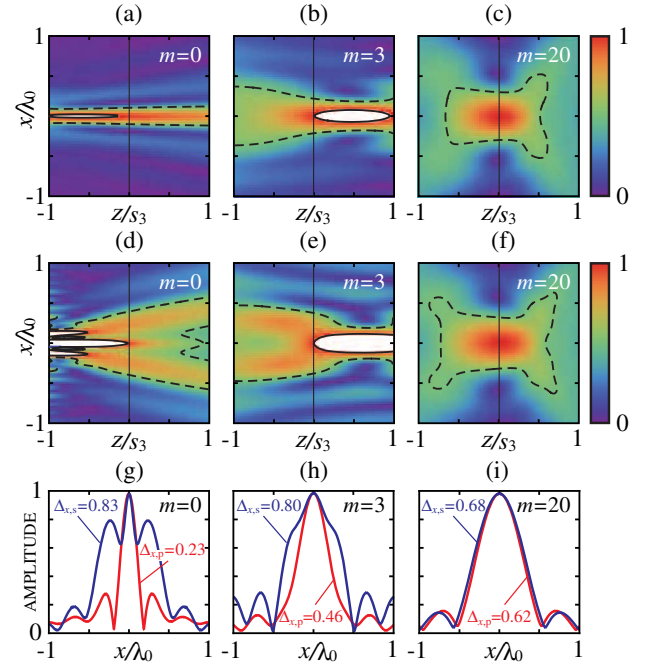 (a) (b) (c)
1 m=0 m=3 m=20 1
x/λ0
-1 0
-1 z/s3 1 -1 z/s3 1 -1 z/s3 1
(d) (e) (f)
1 m=0 m=3 m=20 1
x/λ0
-1 0
-1 z/s3 1 -1 z/s3 1 -1 z/s3 1
(g) (h) (i)
1 m=0 m=3 m=20
Δx,s=0.83 Δx,s=0.80 Δx,s=0.68
AMPLITUDE
Δx,p=0.23 Δx,p=0.46 Δx,p=0.62
0
-1 x/λ0 1 -1 x/λ0 1 -1 x/λ0 1